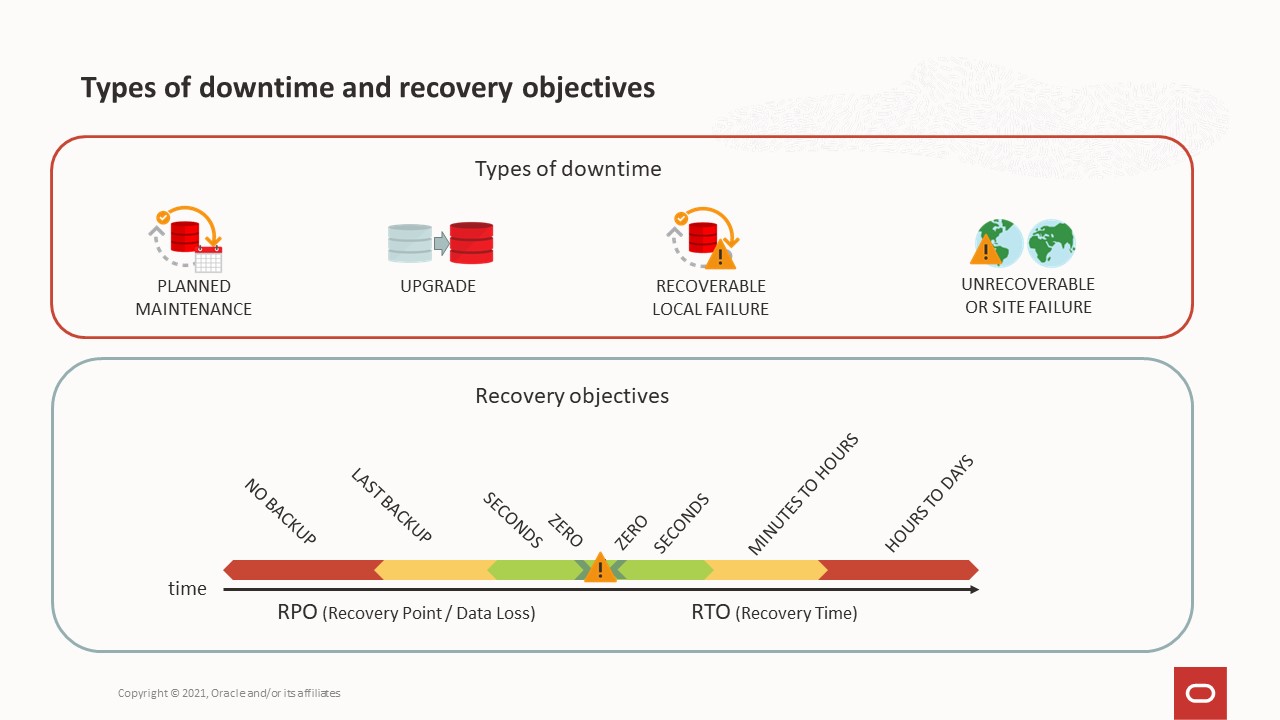 Types of downtime and recovery objectives
Types of downtime
PLANNED
MAINTENANCE
UPGRADE
RECOVERABLE
LOCAL FAILURE
UNRECOVERABLE
OR SITE FAILURE
Recovery objectives
NO BACKUP
LAST BACKUP
SECONDS
ZERO
ZERO
SECONDS
MINUTES TO HOURS
HOURS TO DAYS
time
RPO (Recovery Point / Data Loss)
RTO (Recovery Time)
Copyright © 2021, Oracle and/or its affiliates